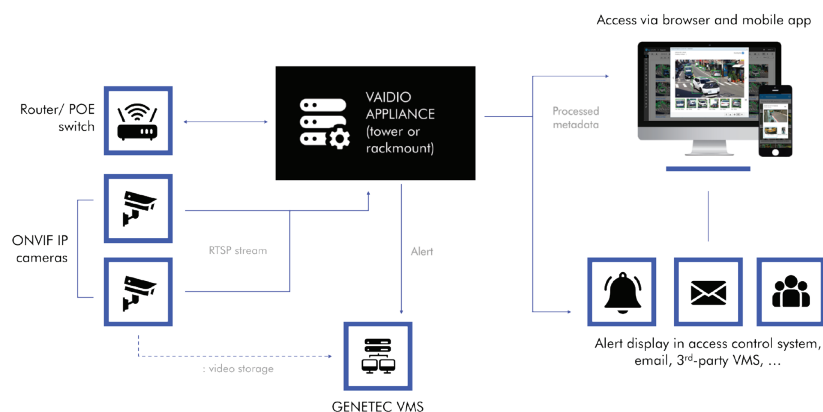 Access via browser and mobile app
Router/ POE
switch
VAIDIO
APPLIANCE
(tower or
rackmount)
Processed
metadata
ONVIF IP
cameras
RTSP stream
Alert
: video storage
GENETEC VMS
Alert display in access control system,
email, 3rd-party VMS, ...